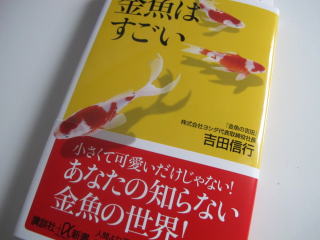 金魚は
すごい
「金魚の吉田」
株式会社ヨシダ代表取締役社長
吉田信行
小さくて可愛いだけじゃない!
あなたの知らない
金魚の世界!
講談社+α新書